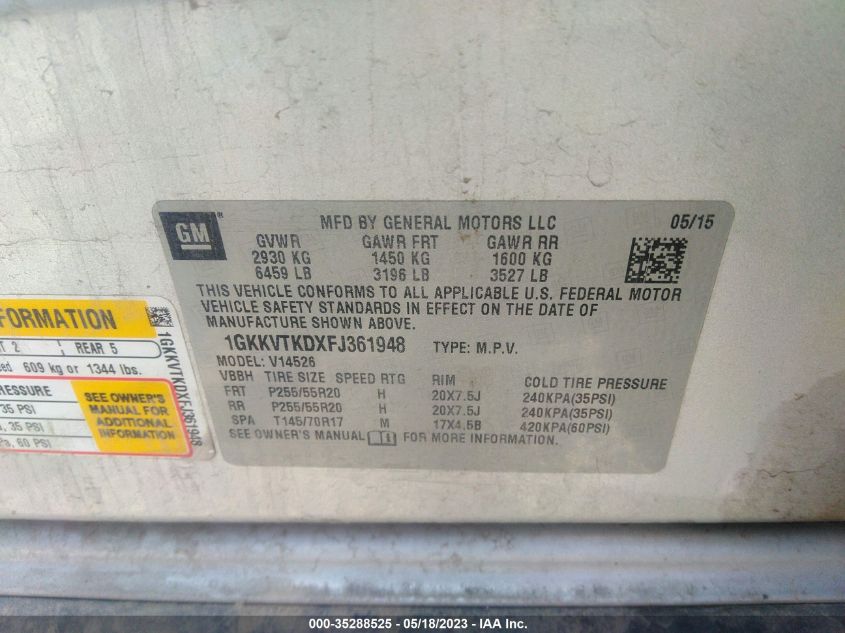 GM ®
MFD BY GENERAL MOTORS LLC 05/15
GVWR GAWR FRT GAWR RR
2930 KG 1450 KG 1600 KG
6459 LB 3196 LB 3527 LB
THIS VEHICLE CONFORMS TO ALL APPLICABLE U.S. FEDERAL MOTOR
VEHICLE SAFETY STANDARDS IN EFFECT ON THE DATE OF
MANUFACTURE SHOWN ABOVE.
1GKKVTKDXFJ361948 TYPE: M.P.V.
MODEL: V14526
VBBH TIRE SIZE SPEED RTG RIM COLD TIRE PRESSURE
FRT P255/55R20 H 20X7.5J 240KPA(35PSI)
RR P255/55R20 H 20X7.5J 240KPA(35PSI)
SPA T145/70R17 M 17X4.5B 420KPA(60PSI)
SEE OWNER'S MANUAL FOR MORE INFORMATION.
FORMATION
2 REAR 5
609 kg or 1344 lbs.
PRESSURE
35 PSI
35 PSI
60 PSI
SEE OWNER'S
MANUAL FOR
ADDITIONAL
INFORMATION
1GKKVTKDXFJ361948
000-35288525 - 05/18/2023 - IAA Inc.